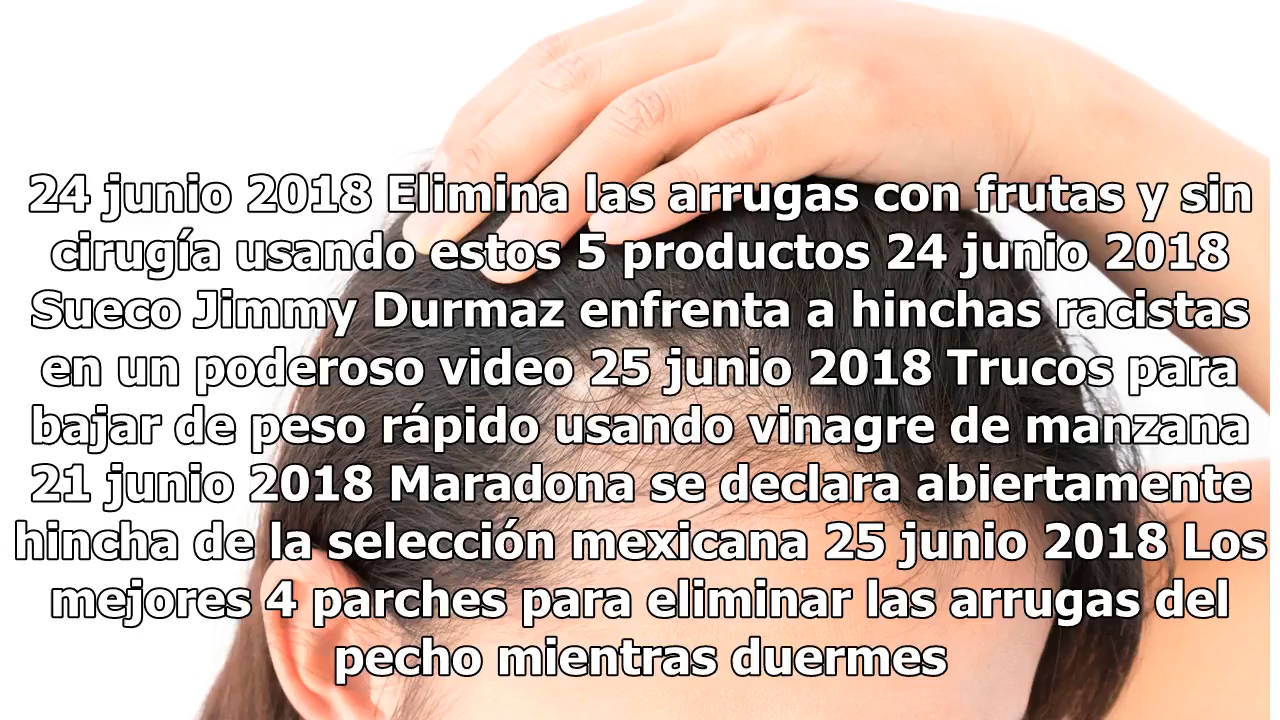 24 junio 2018 Elimina las arrugas con frutas y sin
cirugía usando estos 5 productos 24 junio 2018
Sueco Jimmy Durmaz enfrenta a hinchas racistas
en un poderoso video 25 junio 2018 Trucos para
bajar de peso rápido usando vinagre de manzana
21 junio 2018 Maradona se declara abiertamente
hincha de la selección mexicana 25 junio 2018 Los
mejores 4 parches para eliminar las arrugas del
pecho mientras duermes